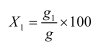 X₁ = g₁/g × 100